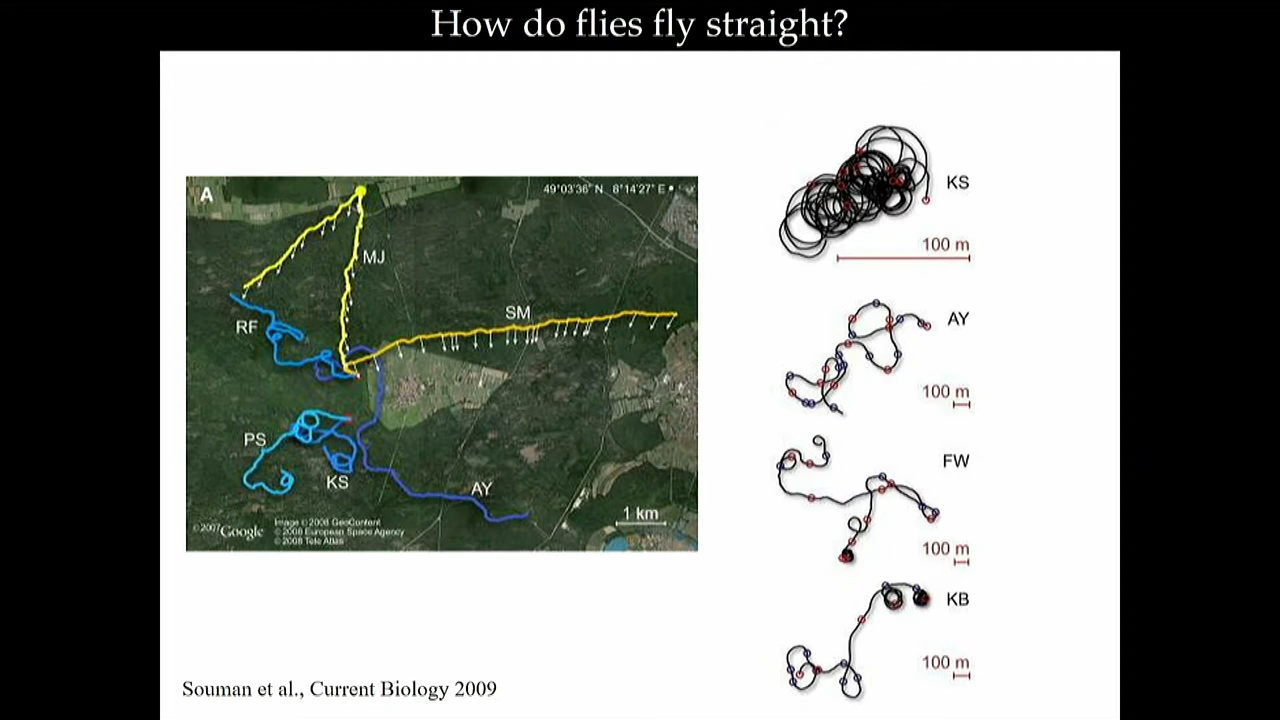 How do flies fly straight?
A
49°03'36" N 8°14'27" E
MJ
SM
RF
PS
KS
AY
1 km
©2007 Google
Image © 2008 GeoContent
© 2008 European Space Agency
© 2008 Tele Atlas
KS
100 m
AY
100 m
FW
100 m
KB
100 m
Souman et al., Current Biology 2009